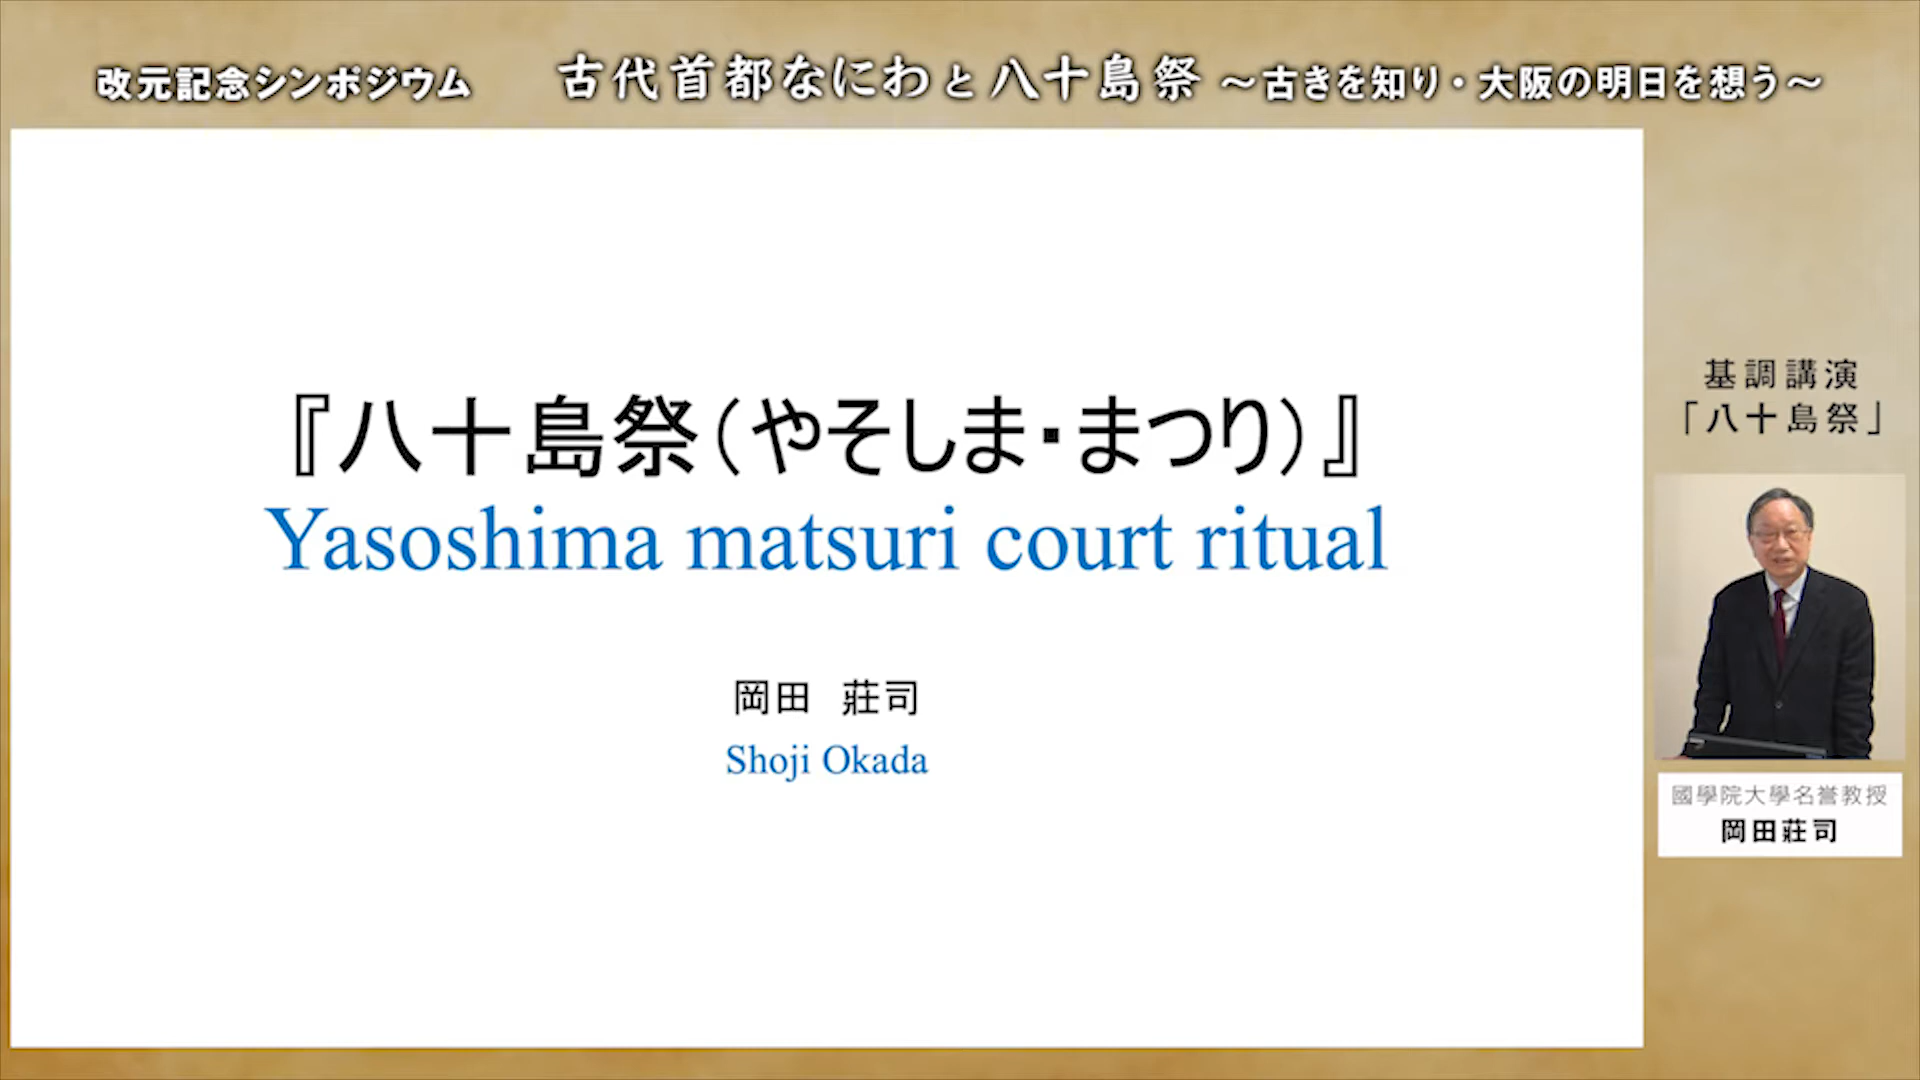 改元記念シンポジウム 古代首都なにわと八十島祭 ～古きを知り・大阪の明日を想う～
『八十島祭（やそしま・まつり）』
Yasoshima matsuri court ritual
岡田 莊司
Shoji Okada
基調講演
「八十島祭」
國學院大學名誉教授
岡田莊司